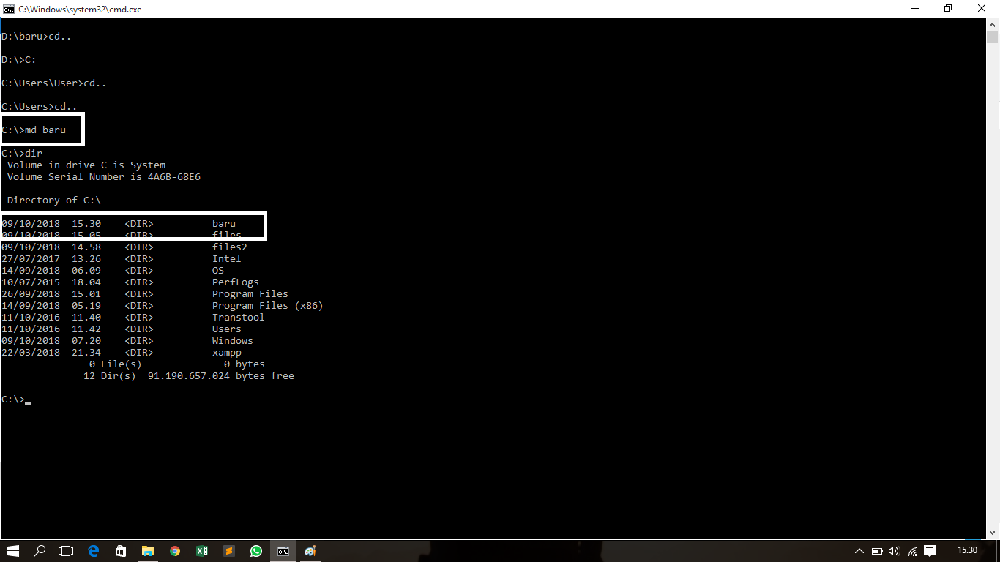 C:\Windows\system32\cmd.exe
D:\baru>cd..
D:\>C:
C:\Users\User>cd..
C:\Users>cd..
C:\>md baru
C:\>dir
 Volume in drive C is System
 Volume Serial Number is 4A6B-68E6
 Directory of C:\
09/10/2018  15.30    <DIR>          baru
09/10/2018  15.05    <DIR>          files
09/10/2018  14.58    <DIR>          files2
27/07/2017  13.26    <DIR>          Intel
14/09/2018  06.09    <DIR>          OS
10/07/2015  18.04    <DIR>          PerfLogs
26/09/2018  15.01    <DIR>          Program Files
14/09/2018  05.19    <DIR>          Program Files (x86)
11/10/2016  11.40    <DIR>          Transtool
11/10/2016  11.42    <DIR>          Users
09/10/2018  07.20    <DIR>          Windows
22/03/2018  21.34    <DIR>          xampp
               0 File(s)              0 bytes
              12 Dir(s)  91.190.657.024 bytes free
C:\>
15.30